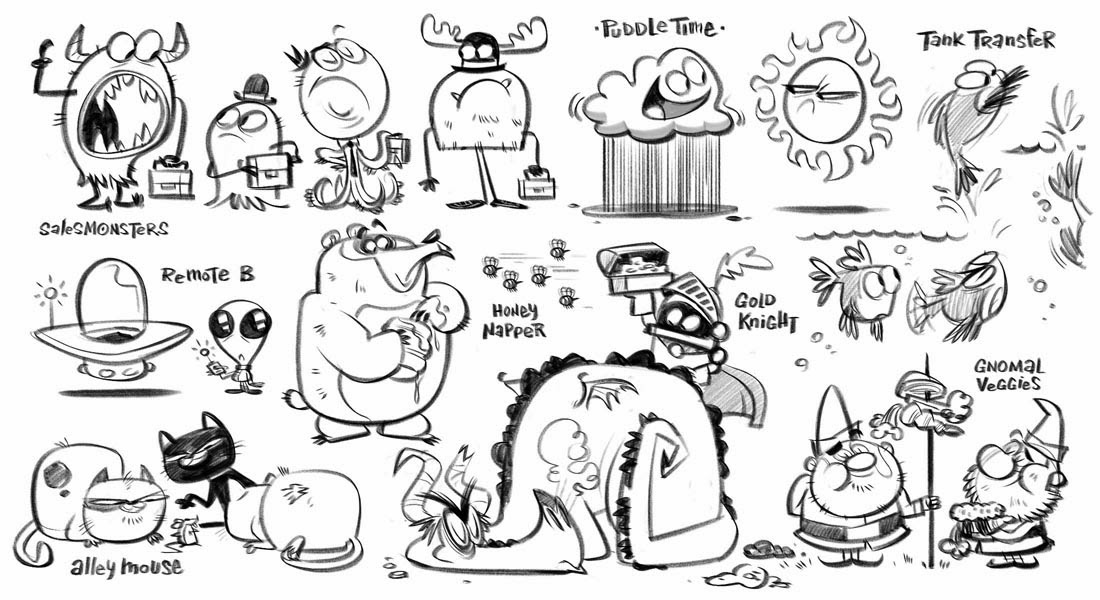 ·PUDDLE TIME·
TANK TRANSFER
SalesMONSTERS
Remote B
HONEY
NAPPER
GOLD
KNIGHT
GNOMAL
VEGGIES
alley mouse